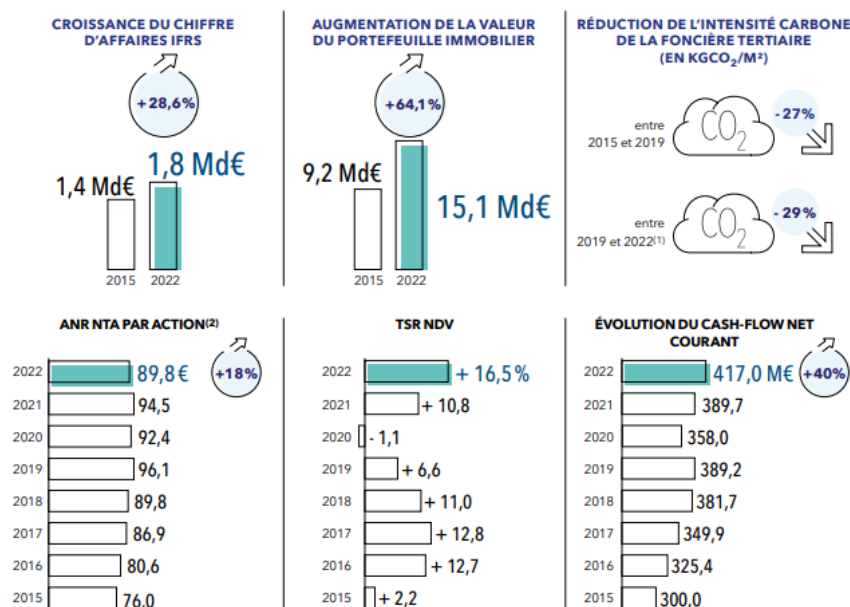 CROISSANCE DU CHIFFRE
D'AFFAIRES IFRS
+28,6%
1,4 Md€
1,8 Md€
2015
2022
AUGMENTATION DE LA VALEUR
DU PORTEFEUILLE IMMOBILIER
+64,1%
9,2 Md€
15,1 Md€
2015
2022
RÉDUCTION DE L'INTENSITÉ CARBONE
DE LA FONCIÈRE TERTIAIRE
(EN KGCO₂/M²)
entre
2015 et 2019
CO₂
-27%
entre
2019 et 2022⁽¹⁾
CO₂
-29%
ANR NTA PAR ACTION⁽²⁾
2022 89,8 € +18%
2021 94,5
2020 92,4
2019 96,1
2018 89,8
2017 86,9
2016 80,6
2015 76,0
TSR NDV
2022 + 16,5%
2021 + 10,8
2020 - 1,1
2019 + 6,6
2018 + 11,0
2017 + 12,8
2016 + 12,7
2015 + 2,2
ÉVOLUTION DU CASH-FLOW NET
COURANT
2022 417,0 M€ +40%
2021 389,7
2020 358,0
2019 389,2
2018 381,7
2017 349,9
2016 325,4
2015 300,0